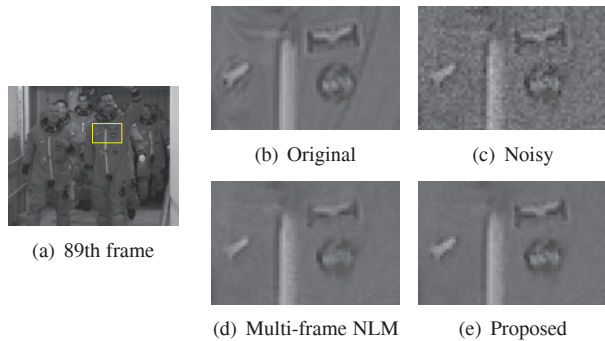 (b) Original
(c) Noisy
(a) 89th frame
(d) Multi-frame NLM
(e) Proposed